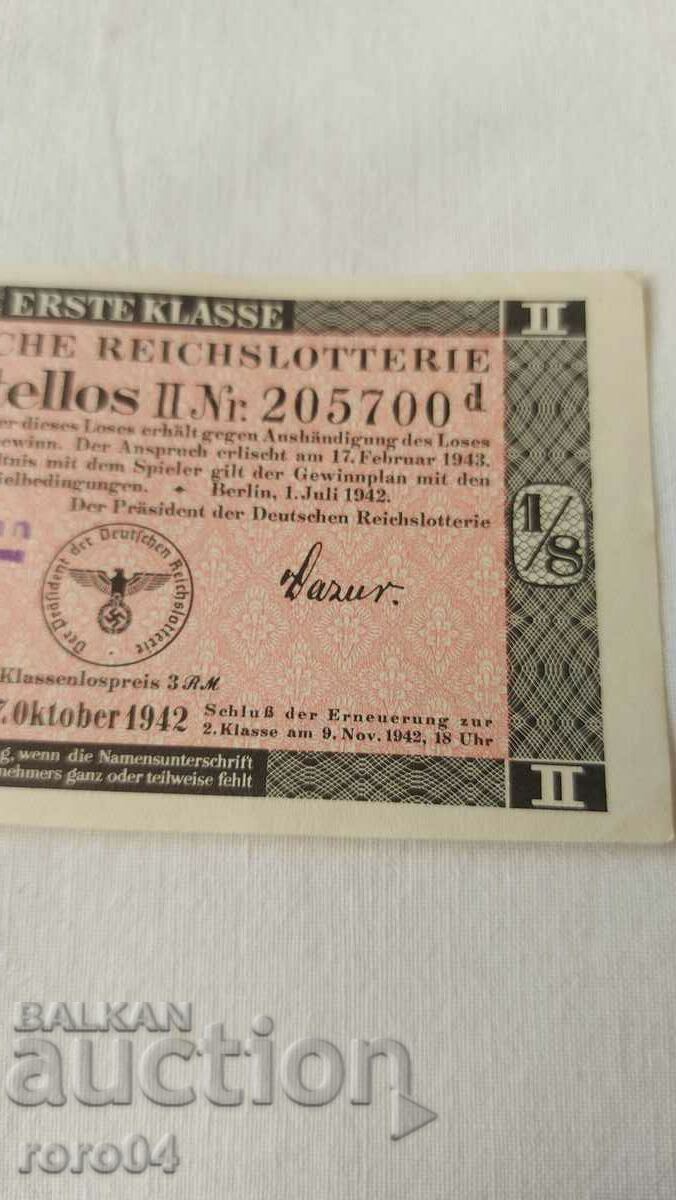 ERSTE KLASSE
II
CHE REICHSLOTTERIE
tellos II Nr. 205700 d
er dieses Loses erhält gegen Aushändigung des Loses
ewinn. Der Anspruch erlischt am 17. Februar 1943.
ltnis mit dem Spieler gilt der Gewinnplan mit den
ielbedingungen. Berlin, 1. Juli 1942.
Der Präsident der Deutschen Reichslotterie
1/8
Der Präsident der Deutschen Reichslotterie
Dazur.
Klassenlospreis 3 RM
7. Oktober 1942
Schluß der Erneuerung zur
2. Klasse am 9. Nov. 1942, 18 Uhr
g, wenn die Namensunterschrift
nehmers ganz oder teilweise fehlt
II
BALKAN
auction
roro04